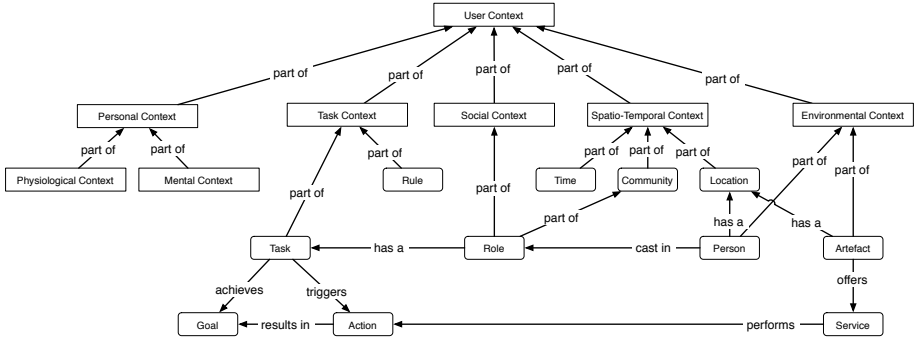 User Context
part of
part of
part of
part of
part of
Personal Context
Task Context
Social Context
Spatio-Temporal Context
Environmental Context
part of
part of
part of
part of
part of
part of
part of
part of
Physiological Context
Mental Context
Rule
Time
Community
Location
part of
part of
part of
has a
has a
Task
has a
Role
cast in
Person
Artefact
achieves
triggers
offers
Goal
results in
Action
performs
Service